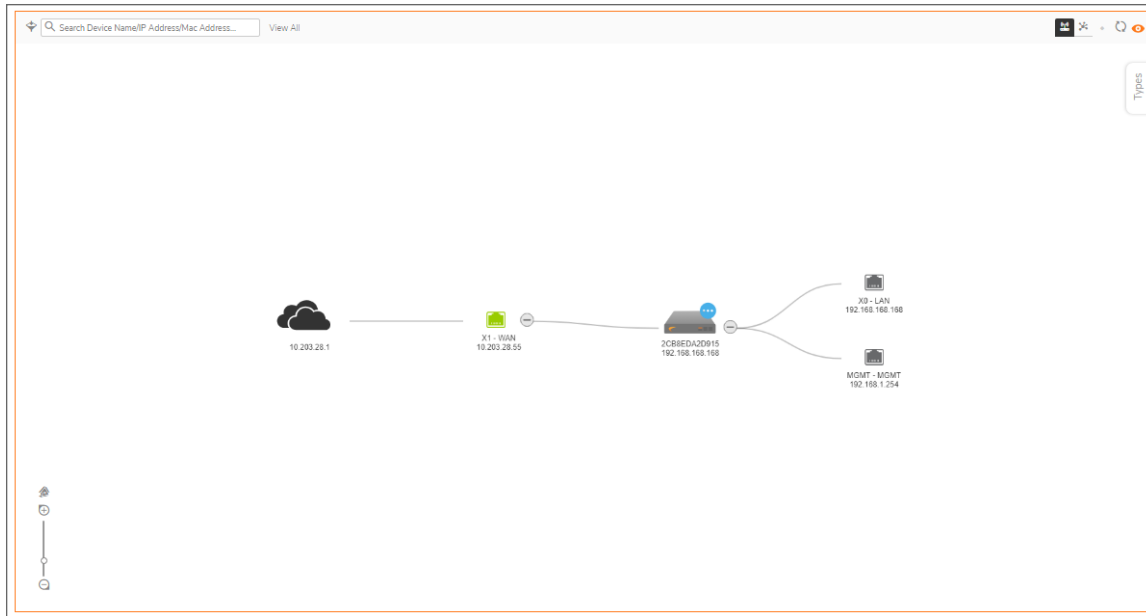 Search Device Name/IP Address/Mac Address... View All
Types
X0 - LAN
192.168.168.168
10.203.28.1
X1 - WAN
10.203.28.55
2CB8EDA2D915
192.168.168.168
MGMT - MGMT
192.168.1.254